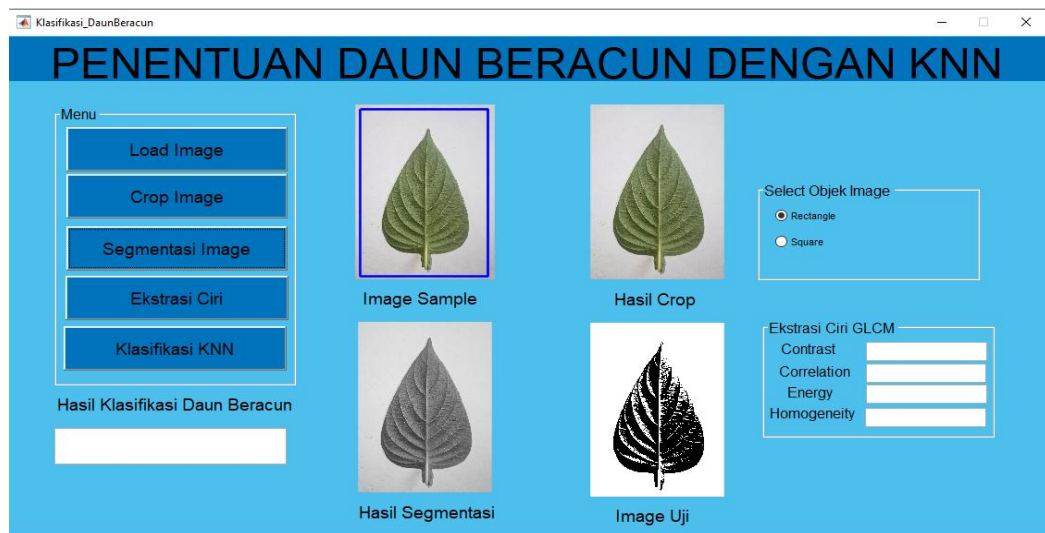 Klasifikasi_DaunBeracun
PENENTUAN DAUN BERACUN DENGAN KNN
Menu
Load Image
Crop Image
Segmentasi Image
Ekstrasi Ciri
Klasifikasi KNN
Hasil Klasifikasi Daun Beracun
Image Sample
Hasil Crop
Hasil Segmentasi
Image Uji
Select Objek Image
Rectangle
Square
Ekstrasi Ciri GLCM
Contrast
Correlation
Energy
Homogeneity